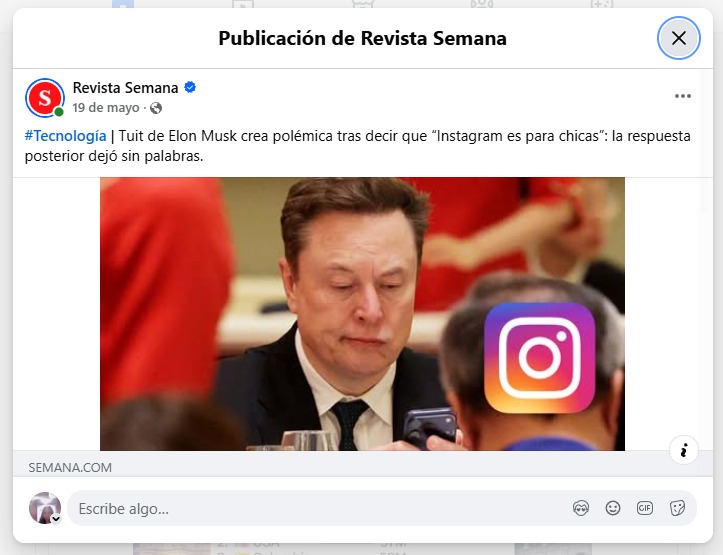 Publicación de Revista Semana
Revista Semana
19 de mayo ·
#Tecnología | Tuit de Elon Musk crea polémica tras decir que “Instagram es para chicas”: la respuesta
posterior dejó sin palabras.
SEMANA.COM
Escribe algo...
GIF